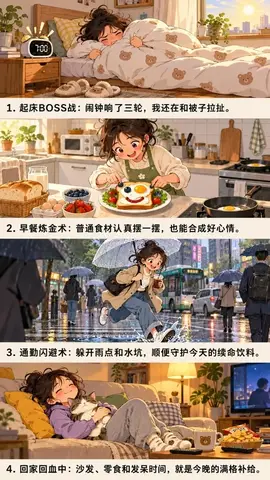 7:00
1. 起床BOSS战：闹钟响了三轮，我还在和被子拉扯。
2. 早餐炼金术：普通食材认真摆一摆，也能合成好心情。
3. 通勤闪避术：躲开雨点和水坑，顺便守护今天的续命饮料。
4. 回家回血中：沙发、零食和发呆时间，就是今晚的满格补给。